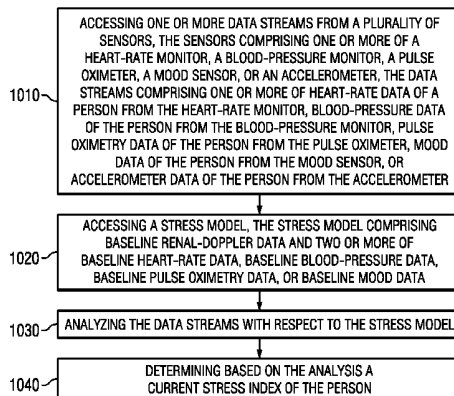 ACCESSING ONE OR MORE DATA STREAMS FROM A PLURALITY OF
SENSORS, THE SENSORS COMPRISING ONE OR MORE OF A
HEART-RATE MONITOR, A BLOOD-PRESSURE MONITOR, A PULSE
OXIMETER, A MOOD SENSOR, OR AN ACCELEROMETER, THE DATA
STREAMS COMPRISING ONE OR MORE OF HEART-RATE DATA OF A
PERSON FROM THE HEART-RATE MONITOR, BLOOD-PRESSURE DATA
OF THE PERSON FROM THE BLOOD-PRESSURE MONITOR, PULSE
OXIMETRY DATA OF THE PERSON FROM THE PULSE OXIMETER, MOOD
DATA OF THE PERSON FROM THE MOOD SENSOR, OR
ACCELEROMETER DATA OF THE PERSON FROM THE ACCELEROMETER
1010
ACCESSING A STRESS MODEL, THE STRESS MODEL COMPRISING
BASELINE RENAL-DOPPLER DATA AND TWO OR MORE OF
BASELINE HEART-RATE DATA, BASELINE BLOOD-PRESSURE DATA,
BASELINE PULSE OXIMETRY DATA, OR BASELINE MOOD DATA
1020
1030
ANALYZING THE DATA STREAMS WITH RESPECT TO THE STRESS MODEL
DETERMINING BASED ON THE ANALYSIS A
CURRENT STRESS INDEX OF THE PERSON
1040